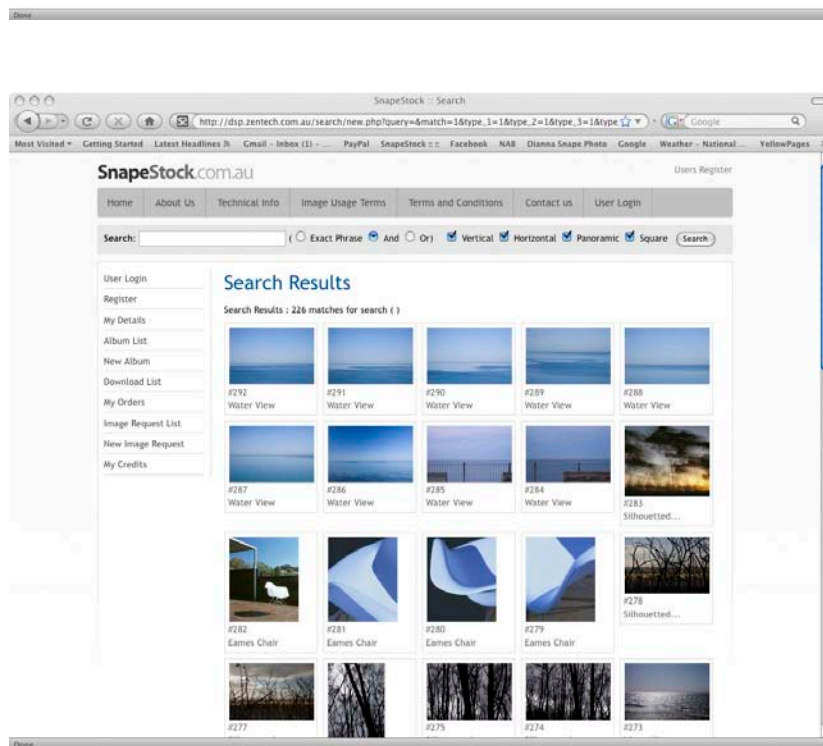 Done
SnapeStock :: Search
http://dsp.zentech.com.au/search/new.php?query=&match=1&type_1=1&type_2=1&type_3=1&type
Google
Most Visited Getting Started Latest Headlines Gmail - Inbox (1) - ... PayPal SnapeStock :: Facebook NAB Dianna Snape Photo Google Weather - National ... YellowPages
SnapeStock.com.au
Users Register
Home About Us Technical Info Image Usage Terms Terms and Conditions Contact us User Login
Search: ( Exact Phrase And Or) Vertical Horizontal Panoramic Square Search
User Login
Register
My Details
Album List
New Album
Download List
My Orders
Image Request List
New Image Request
My Credits
Search Results
Search Results : 226 matches for search ( )
#292 #291 #290 #289 #288
Water View Water View Water View Water View Water View
#287 #286 #285 #284 #283
Water View Water View Water View Water View Silhouetted...
#282 #281 #280 #279 #278
Eames Chair Eames Chair Eames Chair Eames Chair Silhouetted...
#277 #275 #274 #273
Done